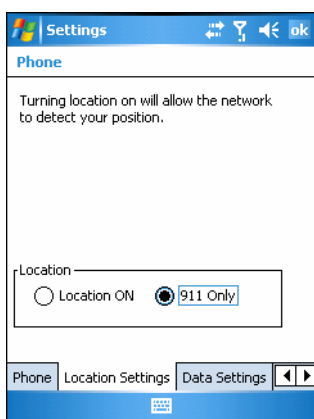 Settings
ok
Phone
Turning location on will allow the network
to detect your position.
Location
Location ON 911 Only
Phone Location Settings Data Settings